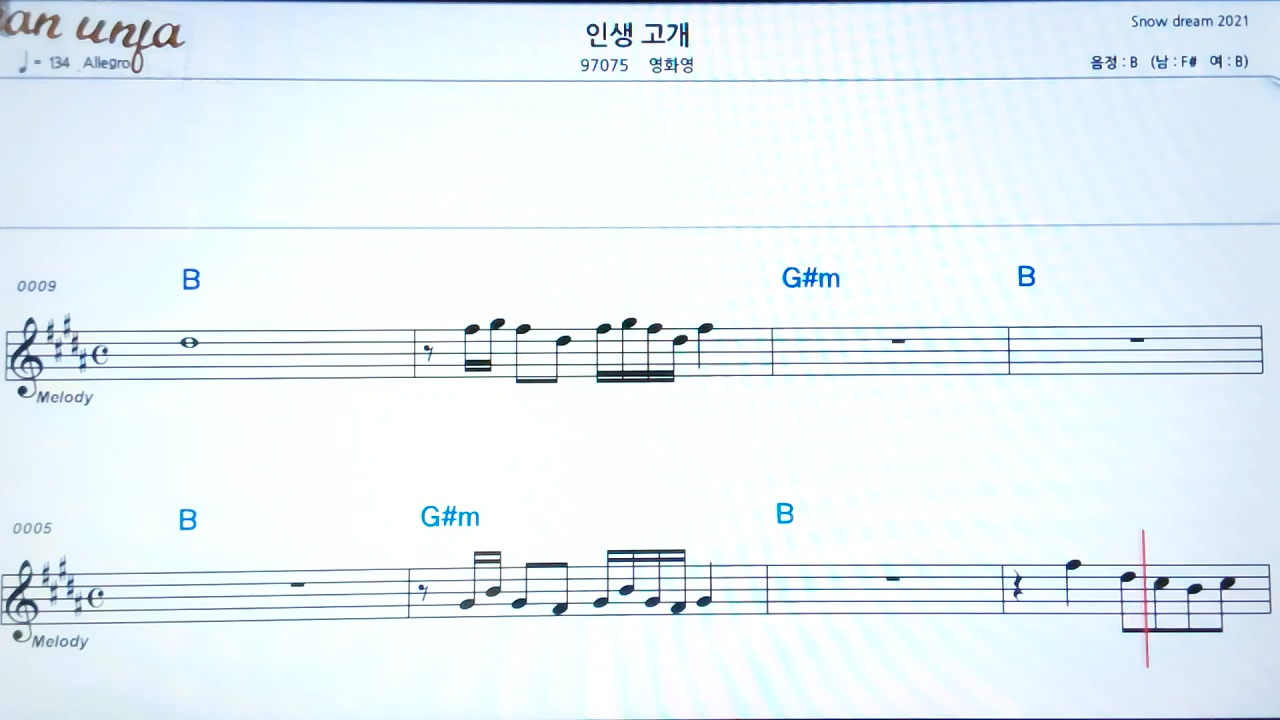 an unfa
인생 고개
Snow dream 2021
♩= 134 Allegro
97075 영화영
음정 : B (남 : F# 여 : B)
0009
B
G#m
B
Melody
0005
B
G#m
B
Melody